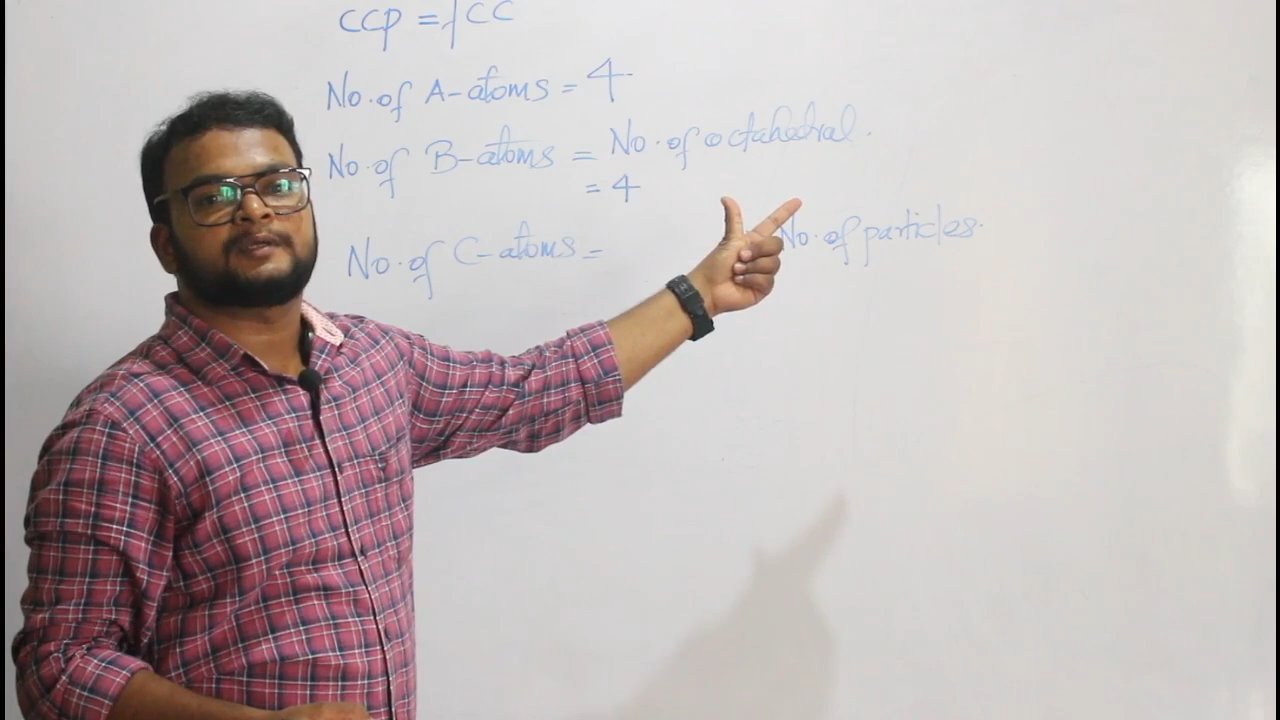 CCP = fCC
No. of A-atoms = 4
No. of B-atoms = No. of octahedral.
= 4
No. of particles.
No. of C-atoms =